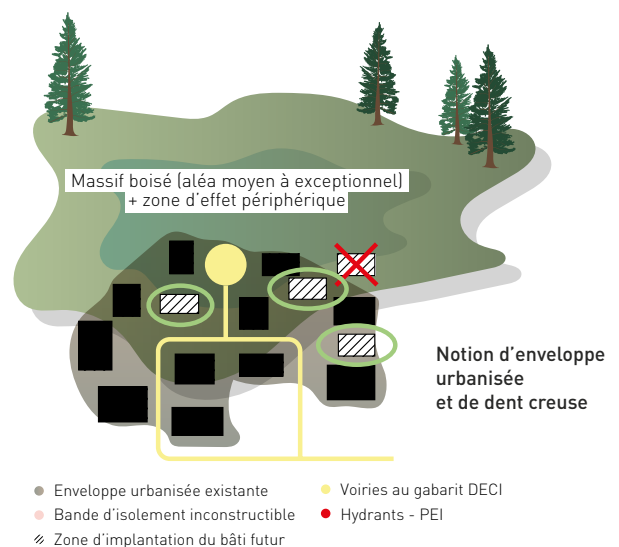 Massif boisé (aléa moyen à exceptionnel)
+ zone d'effet périphérique
Notion d'enveloppe
urbanisée
et de dent creuse
Enveloppe urbanisée existante
Bande d'isolement inconstructible
Zone d'implantation du bâti futur
Voiries au gabarit DECI
Hydrants - PEI